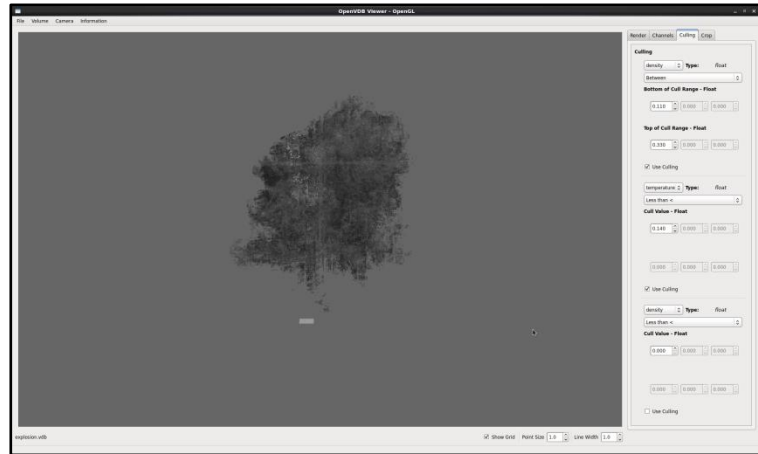 OpenVDB Viewer - OpenGL
File Volume Camera Information
Render Channels Culling Crop
Culling
density Type: float
Between
Bottom of Cull Range - Float
0.110 0.000 0.000
Top of Cull Range - Float
0.330 0.000 0.000
Use Culling
temperature Type: float
Less than <
Cull Value - Float
0.140 0.000 0.000
0.000 0.000 0.000
Use Culling
density Type: float
Less than <
Cull Value - Float
0.000 0.000 0.000
0.000 0.000 0.000
Use Culling
explosion.vdb Show Grid Point Size 1.0 Line Width 1.0